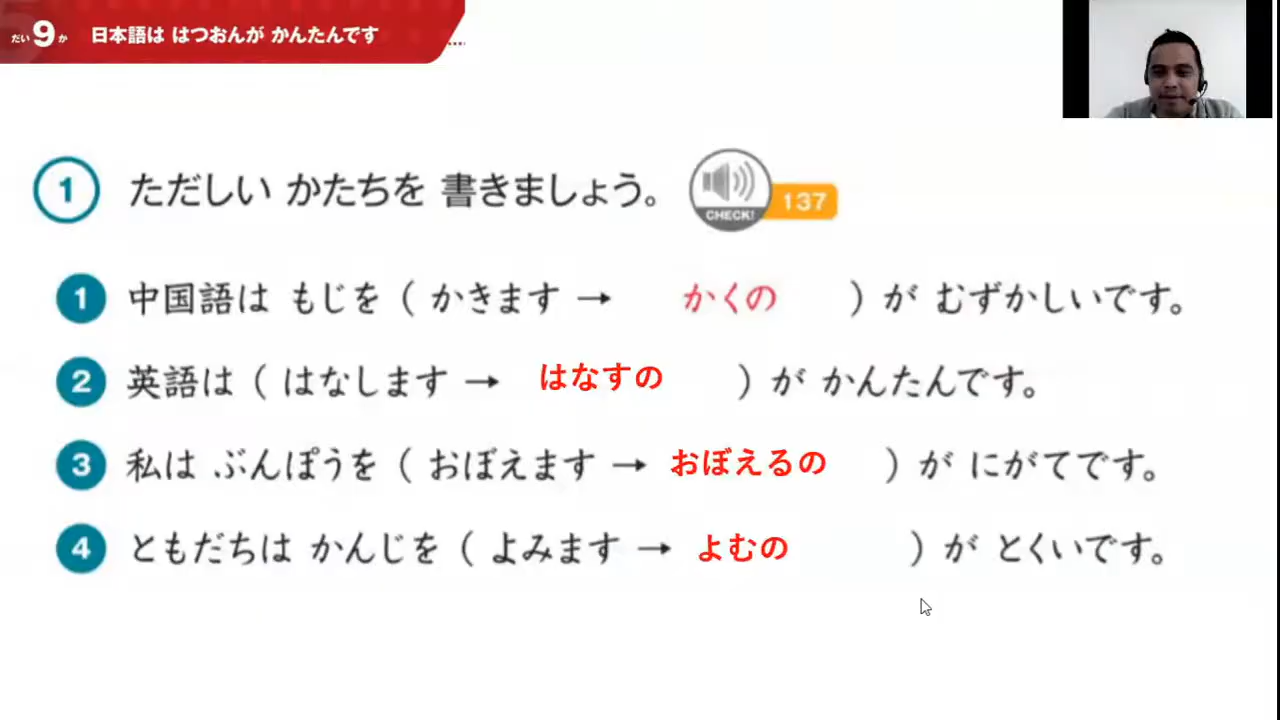 だい9か 日本語は はつおんが かんたんです
1 ただしい かたちを 書きましょう。 CHECK! 137
1 中国語は もじを ( かきます → かくの ) が むずかしいです。
2 英語は ( はなします → はなすの ) が かんたんです。
3 私は ぶんぽうを ( おぼえます → おぼえるの ) が にがてです。
4 ともだちは かんじを ( よみます → よむの ) が とくいです。